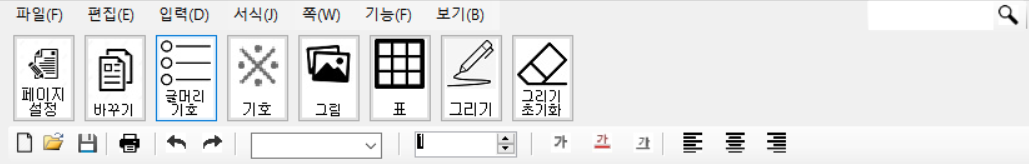 파일(F) 편집(E) 입력(D) 서식(J) 쪽(W) 기능(F) 보기(B)
페이지 설정
바꾸기
글머리 기호
기호
그림
표
그리기
그리기 초기화
1
가 가 가